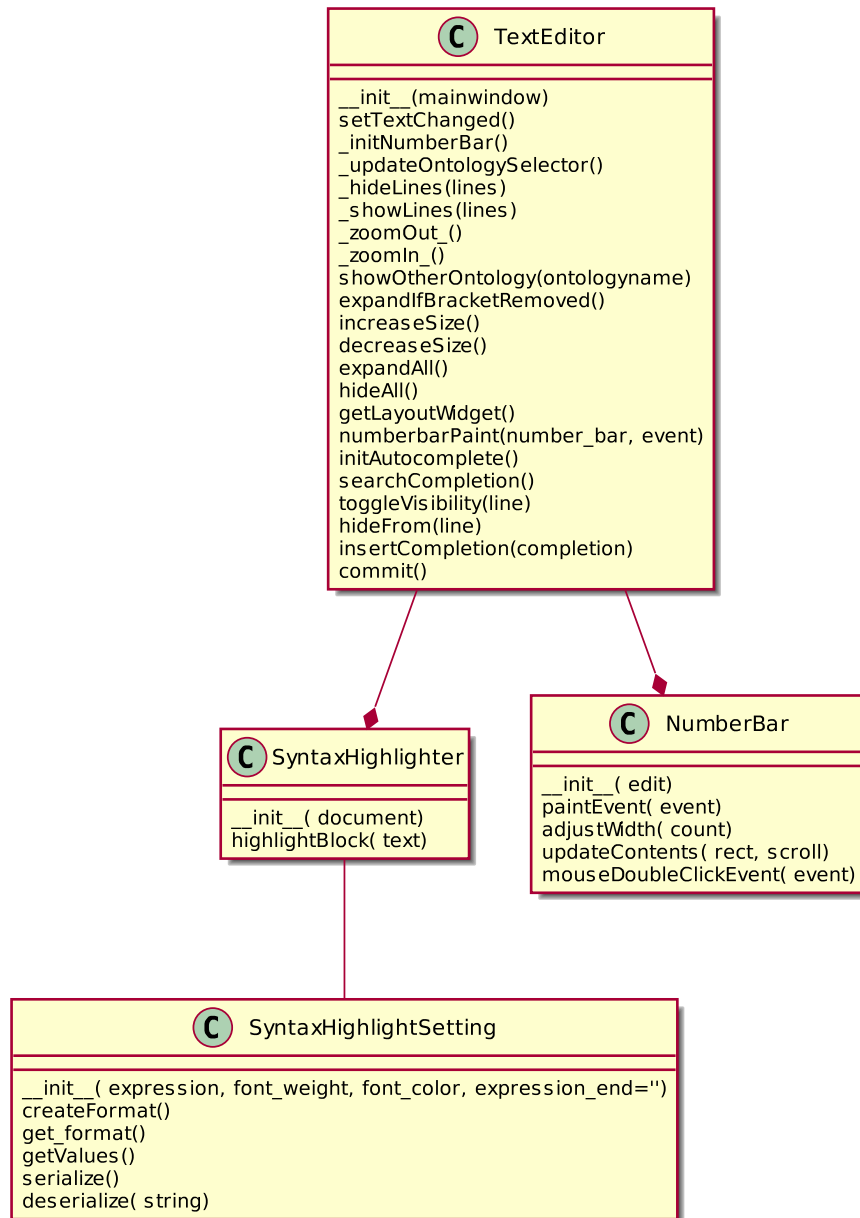 C TextEditor
__init__(mainwindow)
setTextChanged()
_initNumberBar()
_updateOntologySelector()
_hideLines(lines)
_showLines(lines)
_zoomOut_()
_zoomIn_()
showOtherOntology(ontologyname)
expandIfBracketRemoved()
increaseSize()
decreaseSize()
expandAll()
hideAll()
getLayoutWidget()
numberbarPaint(number_bar, event)
initAutocomplete()
searchCompletion()
toggleVisibility(line)
hideFrom(line)
insertCompletion(completion)
commit()
C SyntaxHighlighter
__init__( document)
highlightBlock( text)
C NumberBar
__init__( edit)
paintEvent( event)
adjustWidth( count)
updateContents( rect, scroll)
mouseDoubleClickEvent( event)
C SyntaxHighlightSetting
__init__( expression, font_weight, font_color, expression_end='')
createFormat()
get_format()
getValues()
serialize()
deserialize( string)